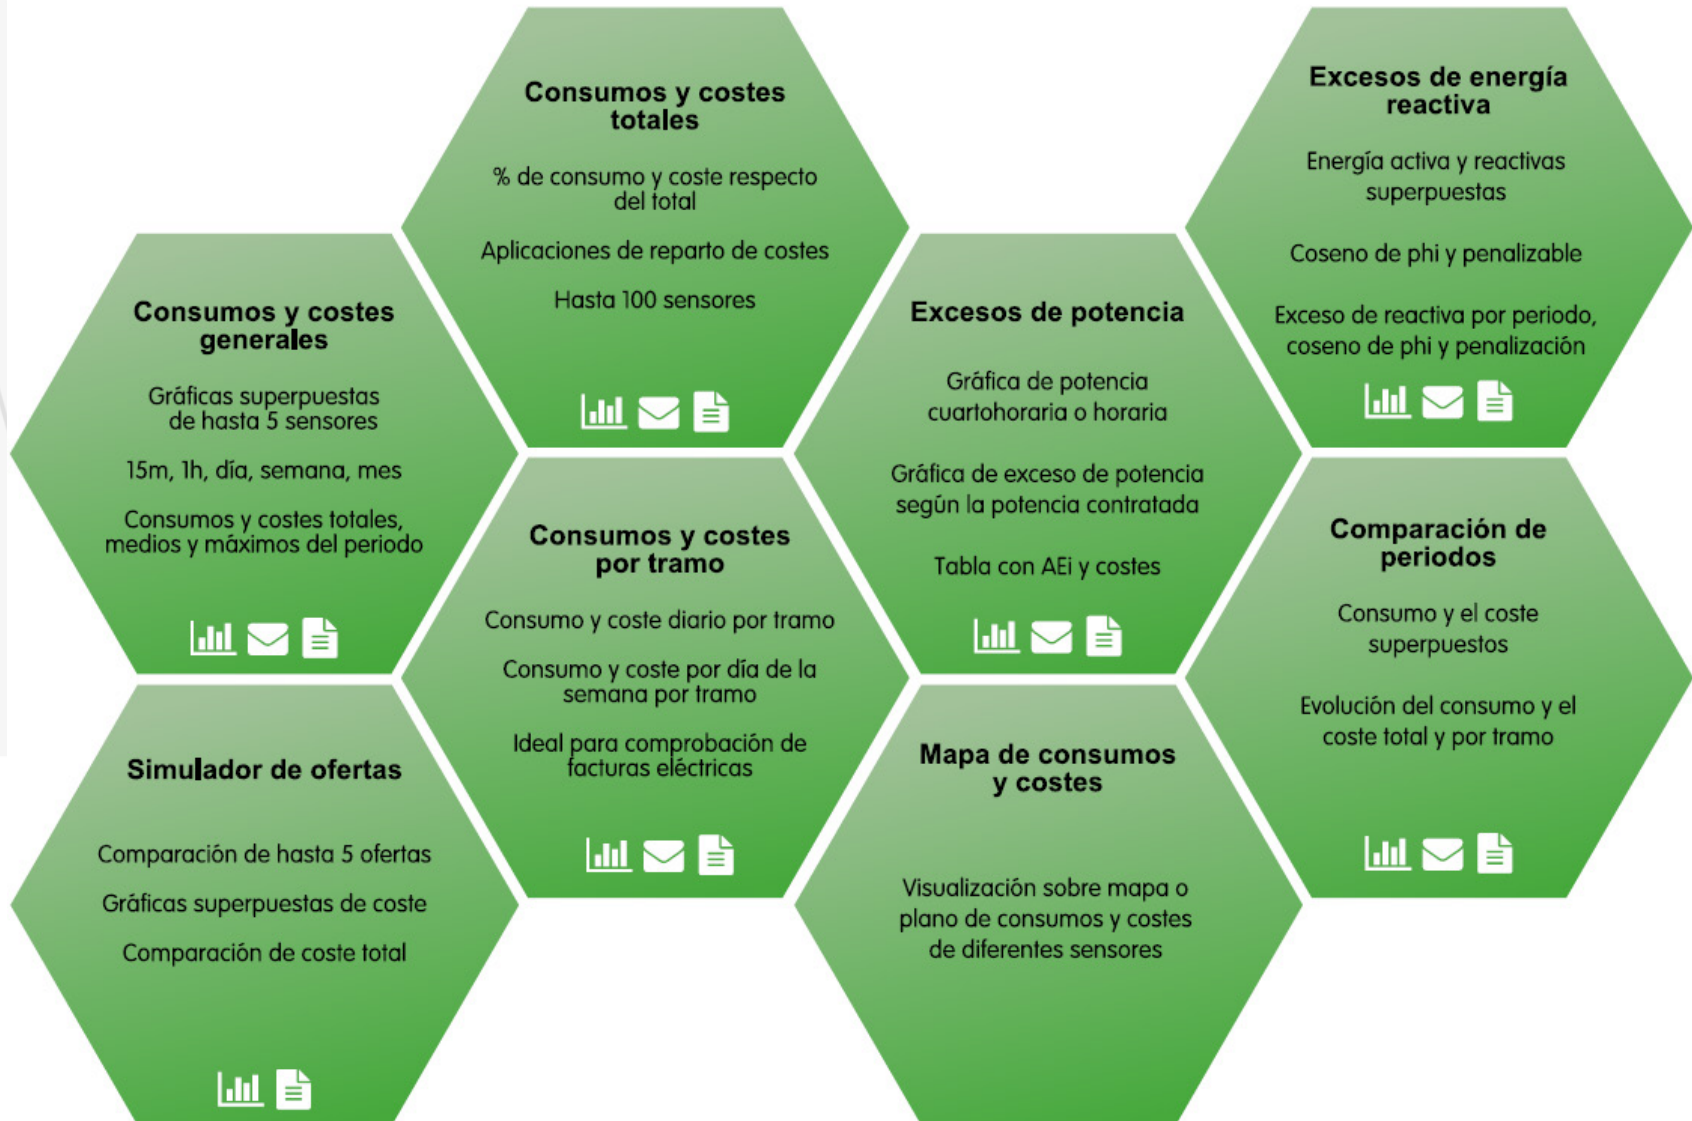 Consumos y costes
totales
% de consumo y coste respecto
del total
Aplicaciones de reparto de costes
Hasta 100 sensores
Excesos de energía
reactiva
Energía activa y reactivas
superpuestas
Coseno de phi y penalizable
Exceso de reactiva por periodo,
coseno de phi y penalización
Consumos y costes
generales
Gráficas superpuestas
de hasta 5 sensores
15m, 1h, día, semana, mes
Consumos y costes totales,
medios y máximos del periodo
Excesos de potencia
Gráfica de potencia
cuartohoraria o horaria
Gráfica de exceso de potencia
según la potencia contratada
Tabla con AEi y costes
Consumos y costes
por tramo
Consumo y coste diario por tramo
Consumo y coste por día de la
semana por tramo
Ideal para comprobación de
facturas eléctricas
Comparación de
periodos
Consumo y el coste
superpuestos
Evolución del consumo y el
coste total y por tramo
Simulador de ofertas
Comparación de hasta 5 ofertas
Gráficas superpuestas de coste
Comparación de coste total
Mapa de consumos
y costes
Visualización sobre mapa o
plano de consumos y costes
de diferentes sensores